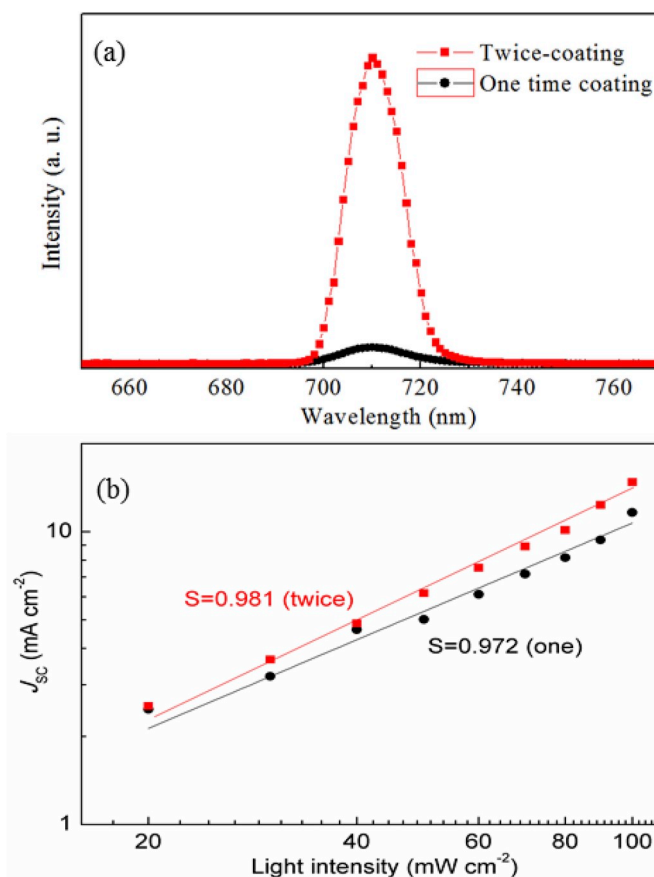 (a)
Twice-coating
One time coating
Intensity (a. u.)
660 680 700 720 740 760
Wavelength (nm)
(b)
10
S=0.981 (twice)
S=0.972 (one)
J_SC (mA cm⁻²)
1
20 40 60 80 100
Light intensity (mW cm⁻²)